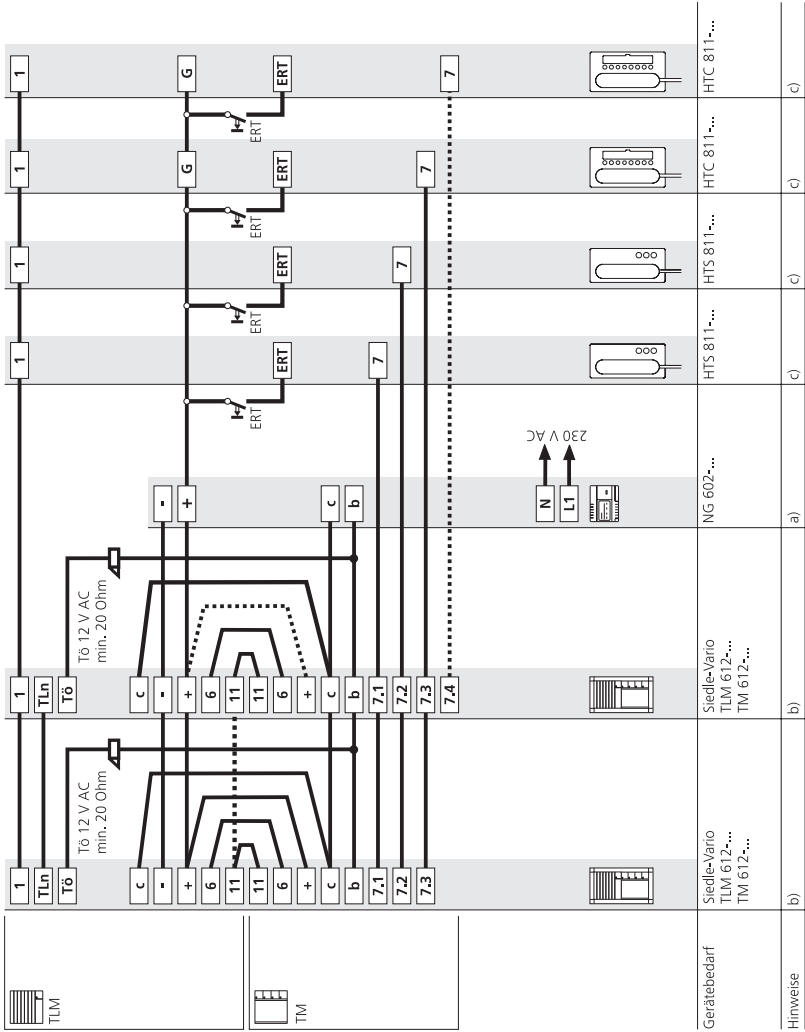 1 1 1 1 1 1
TLn TLn
TLM
Tö Tö
Tö 12 V AC
min. 20 Ohm
Tö 12 V AC
min. 20 Ohm
c c
- - -
+ + + G G
6 6
11 11
ERT ERT ERT ERT
11 11
6 6 ERT ERT ERT ERT
TM
+ +
c c c
b b b
7.1 7.1 7
7.2 7.2 7
7.3 7.3 7
7.4 7
N
L1
230 V AC
Gerätebedarf
Siedle-Vario
TLM 612-...
TM 612-...
Siedle-Vario
TLM 612-...
TM 612-...
NG 602-...
HTS 811-...
HTS 811-...
HTC 811-...
HTC 811-...
Hinweise
b) b) a) c) c) c) c)